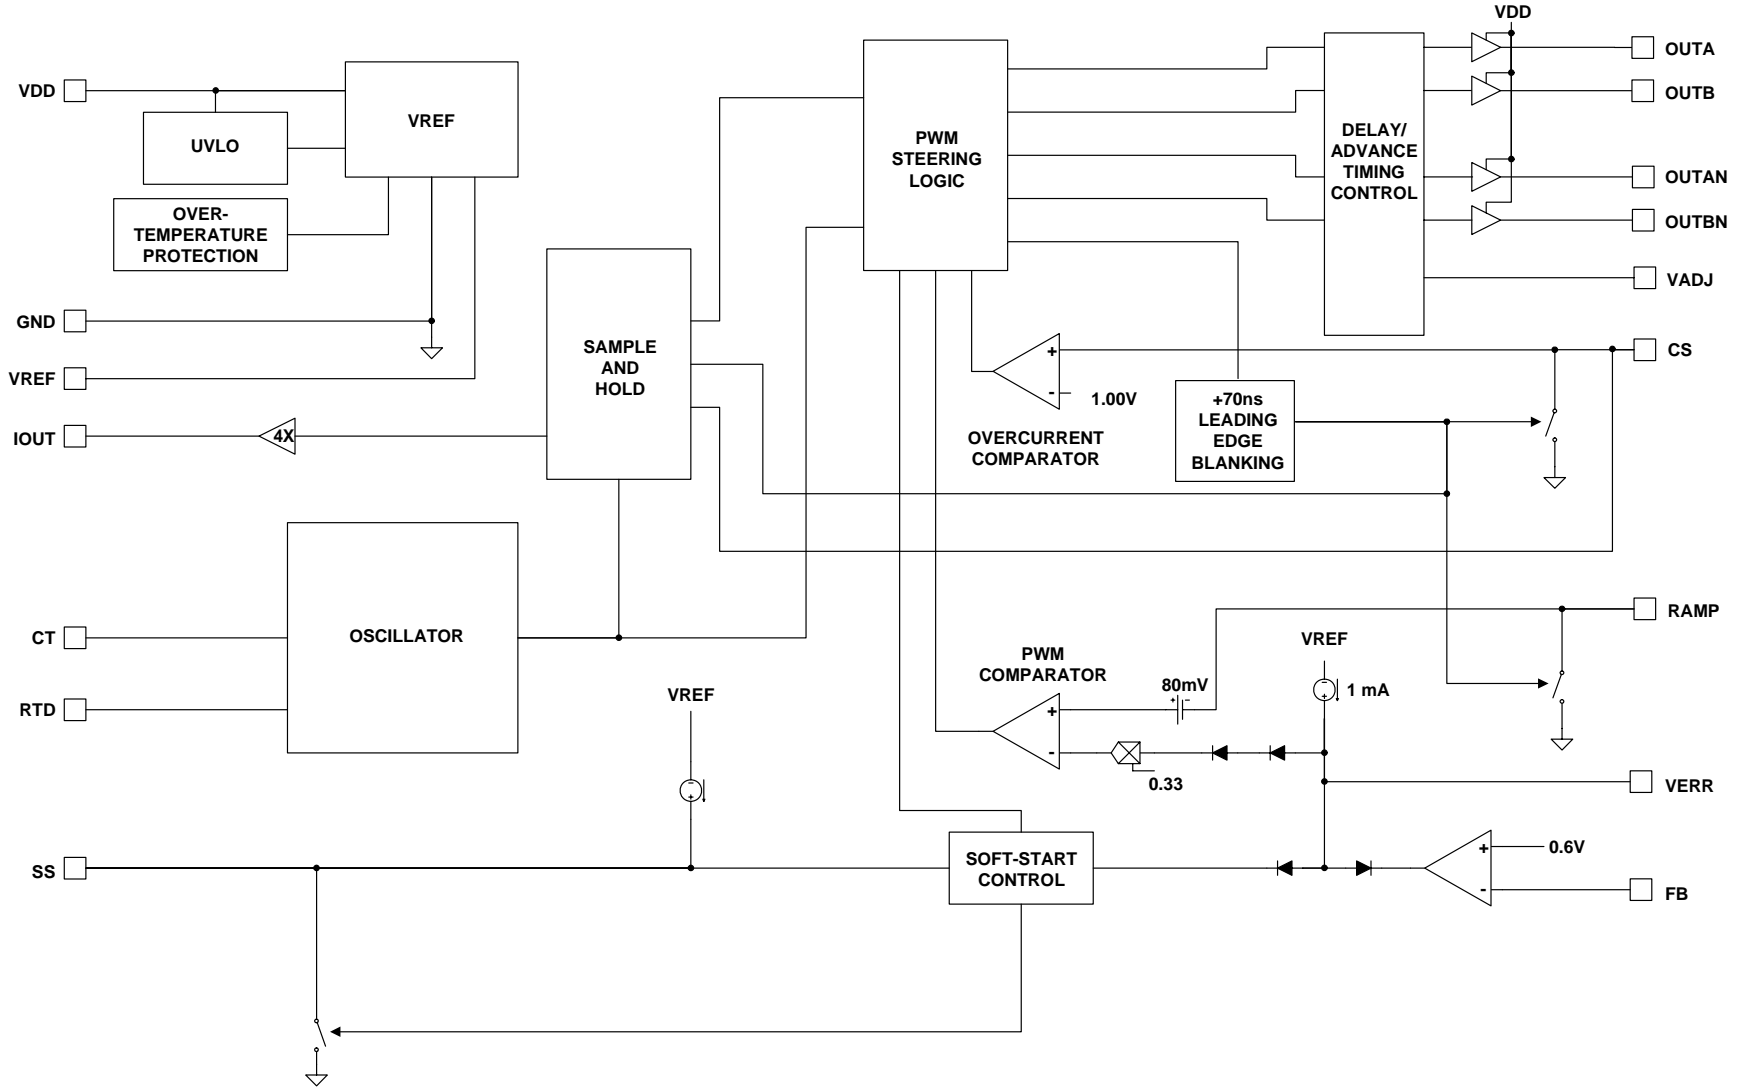 VDD
OUTA
VDD
OUTB
VREF
UVLO
PWM
STEERING
LOGIC
DELAY/
ADVANCE
TIMING
CONTROL
OUTAN
OVER-
TEMPERATURE
PROTECTION
OUTBN
VADJ
GND
SAMPLE
AND
HOLD
+
-
1.00V
CS
VREF
+70ns
LEADING
EDGE
BLANKING
IOUT
4X
OVERCURRENT
COMPARATOR
CT
OSCILLATOR
RAMP
PWM
COMPARATOR
VREF
1 mA
80mV
+
-
RTD
VREF
+
-
0.33
VERR
SS
SOFT-START
CONTROL
+
-
0.6V
FB